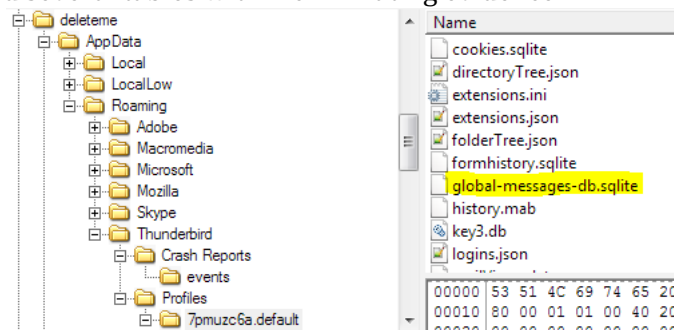 deleteme
AppData
Local
LocalLow
Roaming
Adobe
Macromedia
Microsoft
Mozilla
Skype
Thunderbird
Crash Reports
events
Profiles
7pmuzc6a.default
Name
cookies.sqlite
directoryTree.json
extensions.ini
extensions.json
folderTree.json
formhistory.sqlite
global-messages-db.sqlite
history.mab
key3.db
logins.json
00000 53 51 4C 69 74 65 20
00010 80 00 01 01 00 40 20